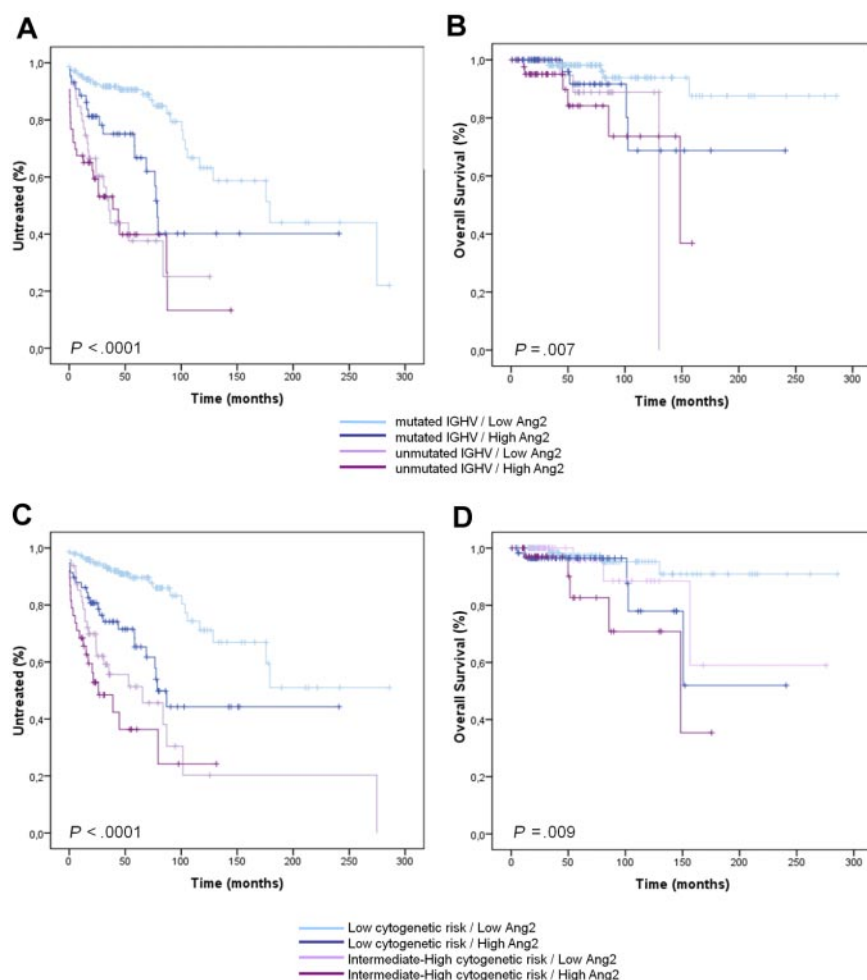 A
Untreated (%)
1,0
0,8
0,6
0,4
0,2
0,0
P < .0001
0 50 100 150 200 250 300
Time (months)
B
Overall Survival (%)
1,0
0,8
0,6
0,4
0,2
0,0
P = .007
0 50 100 150 200 250 300
Time (months)
mutated IGHV / Low Ang2
mutated IGHV / High Ang2
unmutated IGHV / Low Ang2
unmutated IGHV / High Ang2
C
Untreated (%)
1,0
0,8
0,6
0,4
0,2
0,0
P < .0001
0 50 100 150 200 250 300
Time (months)
D
Overall Survival (%)
1,0
0,8
0,6
0,4
0,2
0,0
P = .009
0 50 100 150 200 250 300
Time (months)
Low cytogenetic risk / Low Ang2
Low cytogenetic risk / High Ang2
Intermediate-High cytogenetic risk / Low Ang2
Intermediate-High cytogenetic risk / High Ang2